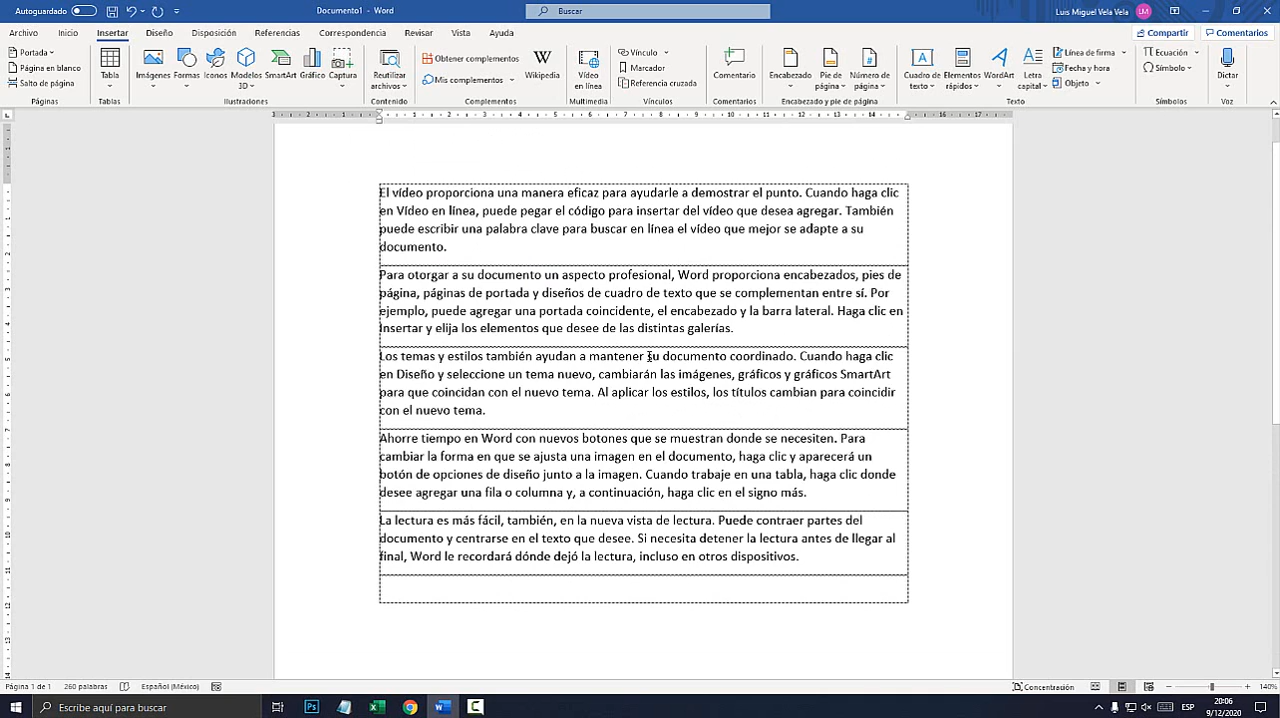 Autoguardado
Documento1 - Word
Buscar
Luis Miguel Vela Vela
LM
Archivo Inicio Insertar Diseño Disposición Referencias Correspondencia Revisar Vista Ayuda
Compartir Comentarios
Portada
Página en blanco
Salto de página
Páginas
Tabla
Tablas
Imágenes
Formas
Iconos
Modelos 3D
SmartArt
Gráfico
Captura
Ilustraciones
Reutilizar archivos
Contenido
Obtener complementos
Mis complementos
Wikipedia
Complementos
Vídeo en línea
Multimedia
Vínculo
Marcador
Referencia cruzada
Vínculos
Comentario
Comentarios
Encabezado
Pie de página
Número de página
Encabezado y pie de página
Cuadro de texto
Elementos rápidos
WordArt
Letra capital
Línea de firma
Fecha y hora
Objeto
Texto
Ecuación
Símbolo
Símbolos
Dictar
Voz
El vídeo proporciona una manera eficaz para ayudarle a demostrar el punto. Cuando haga clic
en Vídeo en línea, puede pegar el código para insertar del vídeo que desea agregar. También
puede escribir una palabra clave para buscar en línea el vídeo que mejor se adapte a su
documento.
Para otorgar a su documento un aspecto profesional, Word proporciona encabezados, pies de
página, páginas de portada y diseños de cuadro de texto que se complementan entre sí. Por
ejemplo, puede agregar una portada coincidente, el encabezado y la barra lateral. Haga clic en
Insertar y elija los elementos que desee de las distintas galerías.
Los temas y estilos también ayudan a mantener su documento coordinado. Cuando haga clic
en Diseño y seleccione un tema nuevo, cambiarán las imágenes, gráficos y gráficos SmartArt
para que coincidan con el nuevo tema. Al aplicar los estilos, los títulos cambian para coincidir
con el nuevo tema.
Ahorre tiempo en Word con nuevos botones que se muestran donde se necesiten. Para
cambiar la forma en que se ajusta una imagen en el documento, haga clic y aparecerá un
botón de opciones de diseño junto a la imagen. Cuando trabaje en una tabla, haga clic donde
desee agregar una fila o columna y, a continuación, haga clic en el signo más.
La lectura es más fácil, también, en la nueva vista de lectura. Puede contraer partes del
documento y centrarse en el texto que desee. Si necesita detener la lectura antes de llegar al
final, Word le recordará dónde dejó la lectura, incluso en otros dispositivos.
Página 1 de 1 260 palabras Español (México)
Concentración
140%
Escribe aquí para buscar
ESP
20:06
9/12/2020